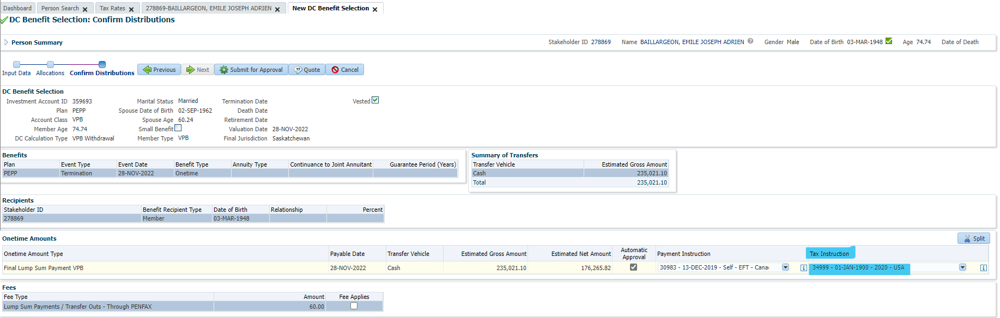 Dashboard Person Search Tax Rates 278869-BAILLARGEON, EMILE JOSEPH ADRIEN New DC Benefit Selection
DC Benefit Selection: Confirm Distributions
Person Summary Stakeholder ID 278869 Name BAILLARGEON, EMILE JOSEPH ADRIEN Gender Male Date of Birth 03-MAR-1948 Age 74.74 Date of Death
Input Data Allocations Confirm Distributions Previous Next Submit for Approval Quote Cancel
DC Benefit Selection
Investment Account ID 359693 Marital Status Married Termination Date Vested
Plan PEPP Spouse Date of Birth 02-SEP-1962 Death Date
Account Class VPB Spouse Age 60.24 Retirement Date
Member Age 74.74 Small Benefit Valuation Date 28-NOV-2022
DC Calculation Type VPB Withdrawal Member Type VPB Final Jurisdiction Saskatchewan
Benefits
Plan Event Type Event Date Benefit Type Annuity Type Continuance to Joint Annuitant Guarantee Period (Years)
PEPP Termination 28-NOV-2022 Onetime
Summary of Transfers
Transfer Vehicle Estimated Gross Amount
Cash 235,021.10
Total 235,021.10
Recipients
Stakeholder ID Benefit Recipient Type Date of Birth Relationship Percent
278869 Member 03-MAR-1948
Onetime Amounts Split
Onetime Amount Type Payable Date Transfer Vehicle Estimated Gross Amount Estimated Net Amount Automatic Approval Payment Instruction Tax Instruction
Final Lump Sum Payment VPB 28-NOV-2022 Cash 235,021.10 176,265.82 30983 - 13-DEC-2019 - Self - EFT - Cana 34999 - 01-JAN-1900 - 2020 - USA
Fees
Fee Type Amount Fee Applies
Lump Sum Payments / Transfer Outs - Through PENFAX 60.00